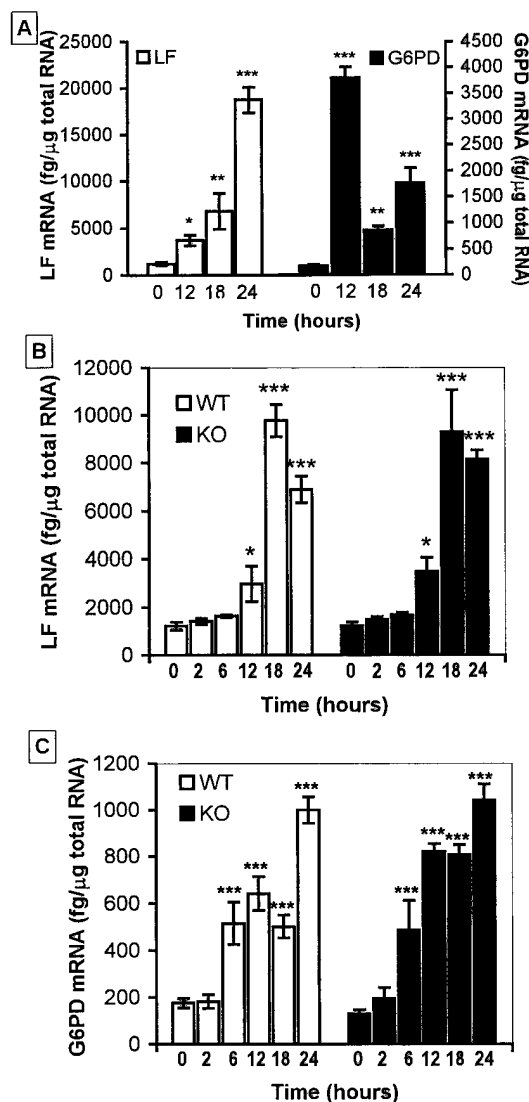 A
LF
G6PD
LF mRNA (fg/µg total RNA)
25000
20000
15000
10000
5000
0
* ** ***
*** ** ***
4500
4000
3500
3000
2500
2000
1500
1000
500
0
G6PD mRNA (fg/µg total RNA)
0 12 18 24 0 12 18 24
Time (hours)
B
WT
KO
LF mRNA (fg/µg total RNA)
12000
10000
8000
6000
4000
2000
0
* *** ***
* *** ***
0 2 6 12 18 24 0 2 6 12 18 24
Time (hours)
C
WT
KO
G6PD mRNA (fg/µg total RNA)
1200
1000
800
600
400
200
0
*** *** *** ***
*** *** *** ***
0 2 6 12 18 24 0 2 6 12 18 24
Time (hours)